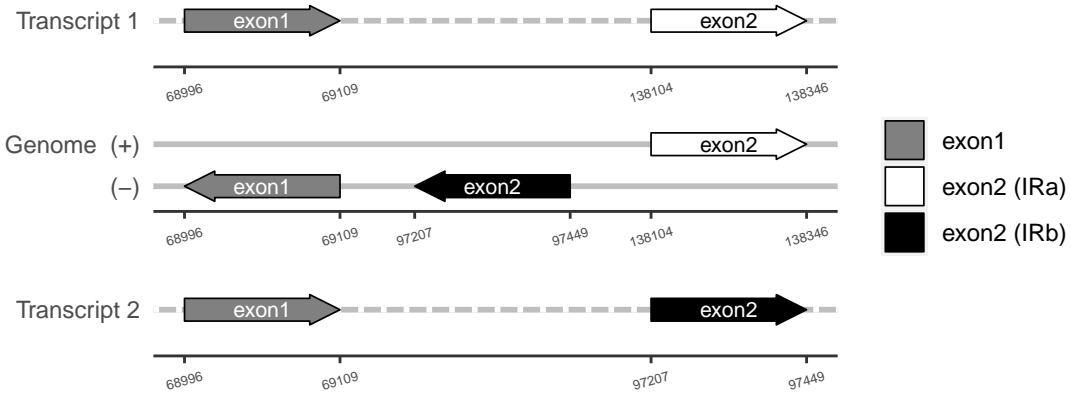 Transcript 1 exon1 exon2
68996 69109 138104 138346
Genome (+) exon2
(–) exon1 exon2
68996 69109 97207 97449 138104 138346
Transcript 2 exon1 exon2
68996 69109 97207 97449
exon1
exon2 (IRa)
exon2 (IRb)